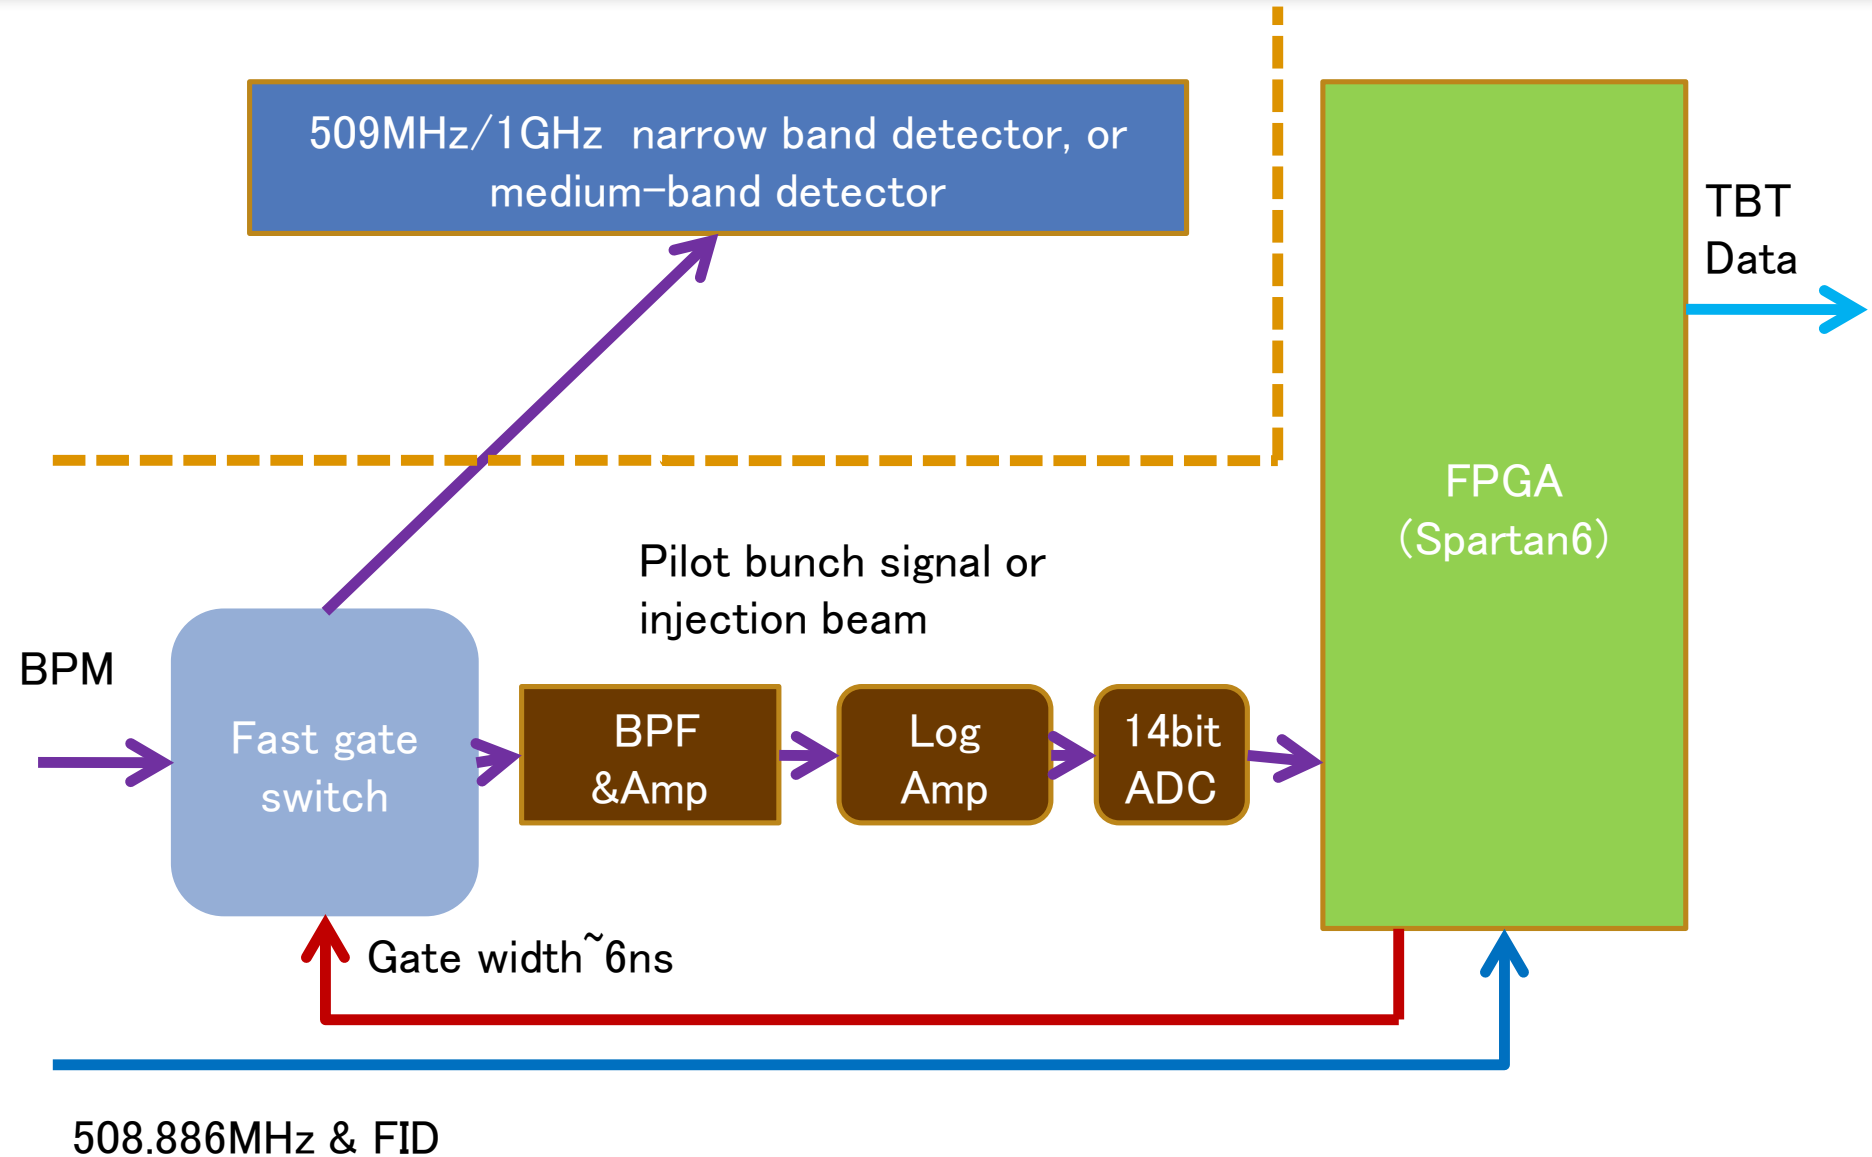 509MHz/1GHz narrow band detector, or
medium-band detector
TBT
Data
FPGA
(Spartan6)
Pilot bunch signal or
injection beam
BPM
Fast gate
switch
BPF
&Amp
Log
Amp
14bit
ADC
Gate width~6ns
508.886MHz & FID